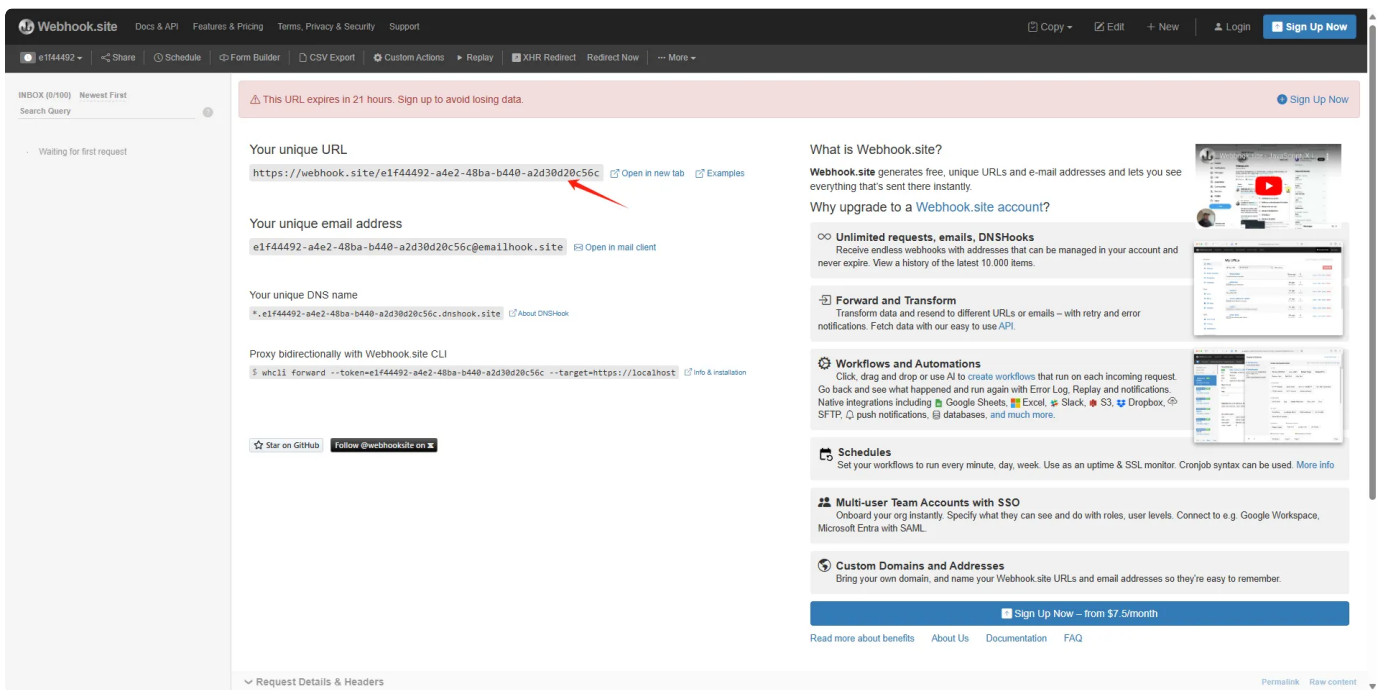 Webhook.site Docs & API Features & Pricing Terms, Privacy & Security Support Copy Edit + New Login Sign Up Now
e1f44492 Share Schedule Form Builder CSV Export Custom Actions Replay XHR Redirect Redirect Now ··· More
INBOX (0/100) Newest First
Search Query
Waiting for first request
This URL expires in 21 hours. Sign up to avoid losing data. Sign Up Now
Your unique URL
https://webhook.site/e1f44492-a4e2-48ba-b440-a2d30d20c56c Open in new tab Examples
Your unique email address
e1f44492-a4e2-48ba-b440-a2d30d20c56c@emailhook.site Open in mail client
Your unique DNS name
*.e1f44492-a4e2-48ba-b440-a2d30d20c56c.dnshook.site About DNSHook
Proxy bidirectionally with Webhook.site CLI
$ whcli forward --token=e1f44492-a4e2-48ba-b440-a2d30d20c56c --target=https://localhost Info & installation
Star on GitHub Follow @webhooksite on X
What is Webhook.site?
Webhook.site generates free, unique URLs and e-mail addresses and lets you see
everything that's sent there instantly.
Why upgrade to a Webhook.site account?
Unlimited requests, emails, DNSHooks
Receive endless webhooks with addresses that can be managed in your account and
never expire. View a history of the latest 10.000 items.
Forward and Transform
Transform data and resend to different URLs or emails – with retry and error
notifications. Fetch data with our easy to use API.
Workflows and Automations
Click, drag and drop or use AI to create workflows that run on each incoming request.
Go back and see what happened and run again with Error Log, Replay and notifications.
Native integrations including Google Sheets, Excel, Slack, S3, Dropbox,
SFTP, push notifications, databases, and much more.
Schedules
Set your workflows to run every minute, day, week. Use as an uptime & SSL monitor. Cronjob syntax can be used. More info
Multi-user Team Accounts with SSO
Onboard your org instantly. Specify what they can see and do with roles, user levels. Connect to e.g. Google Workspace,
Microsoft Entra with SAML.
Custom Domains and Addresses
Bring your own domain, and name your Webhook.site URLs and email addresses so they're easy to remember.
Sign Up Now – from $7.5/month
Read more about benefits About Us Documentation FAQ
Request Details & Headers Permalink Raw content